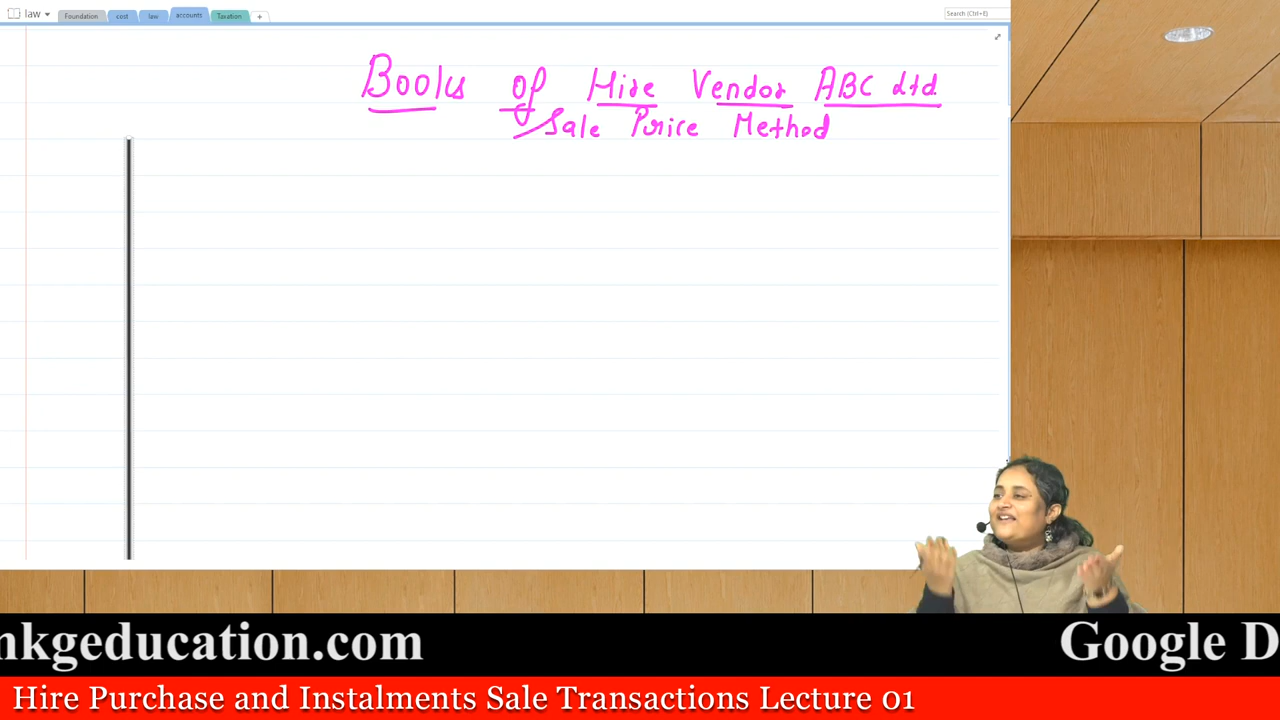 law
Foundation
cost
law
accounts
Taxation
+
Search (Ctrl+E)
Books of Hire Vendor ABC Ltd
Sale Price Method
nkgeducation.com
Google D
Hire Purchase and Instalments Sale Transactions Lecture 01